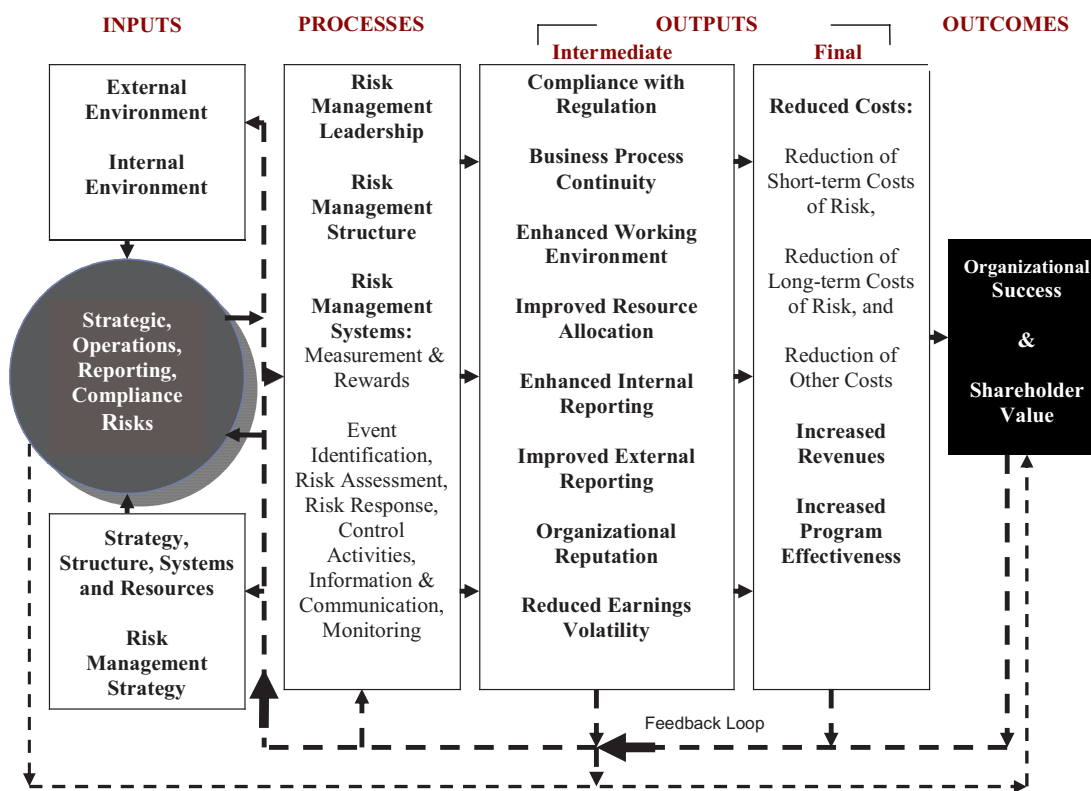 INPUTS
PROCESSES
OUTPUTS
OUTCOMES
Intermediate
Final
External
Environment
Internal
Environment
Strategic,
Operations,
Reporting,
Compliance
Risks
Strategy,
Structure, Systems
and Resources
Risk
Management
Strategy
Risk
Management
Leadership
Risk
Management
Structure
Risk
Management
Systems:
Measurement &
Rewards
Event
Identification,
Risk Assessment,
Risk Response,
Control
Activities,
Information &
Communication,
Monitoring
Compliance with
Regulation
Business Process
Continuity
Enhanced Working
Environment
Improved Resource
Allocation
Enhanced Internal
Reporting
Improved External
Reporting
Organizational
Reputation
Reduced Earnings
Volatility
Reduced Costs:
Reduction of
Short-term Costs
of Risk,
Reduction of
Long-term Costs
of Risk, and
Reduction of
Other Costs
Increased
Revenues
Increased
Program
Effectiveness
Organizational
Success
&
Shareholder
Value
Feedback Loop